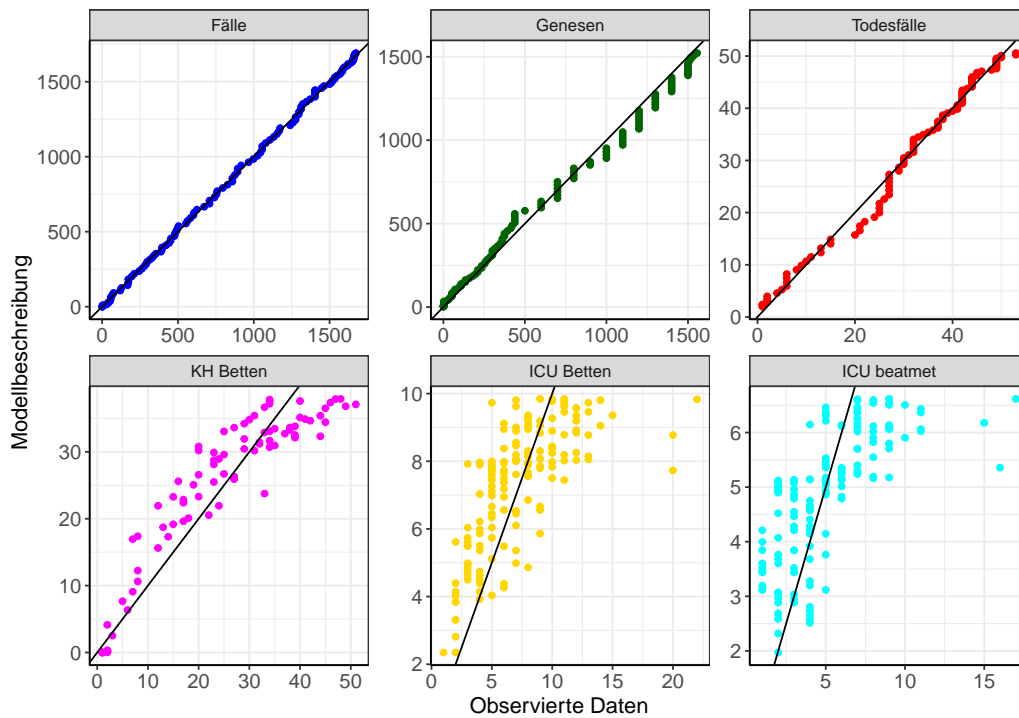 Fälle
Genesen
Todesfälle
1500
1000
500
0
0 500 1000 1500
1500
1000
500
0
0 500 1000 1500
50
40
30
20
10
0
0 20 40
KH Betten
ICU Betten
ICU beatmet
30
20
10
0
0 10 20 30 40 50
10
8
6
4
2
0 5 10 15 20
6
5
4
3
2
5 10 15
Modellbeschreibung
Observierte Daten